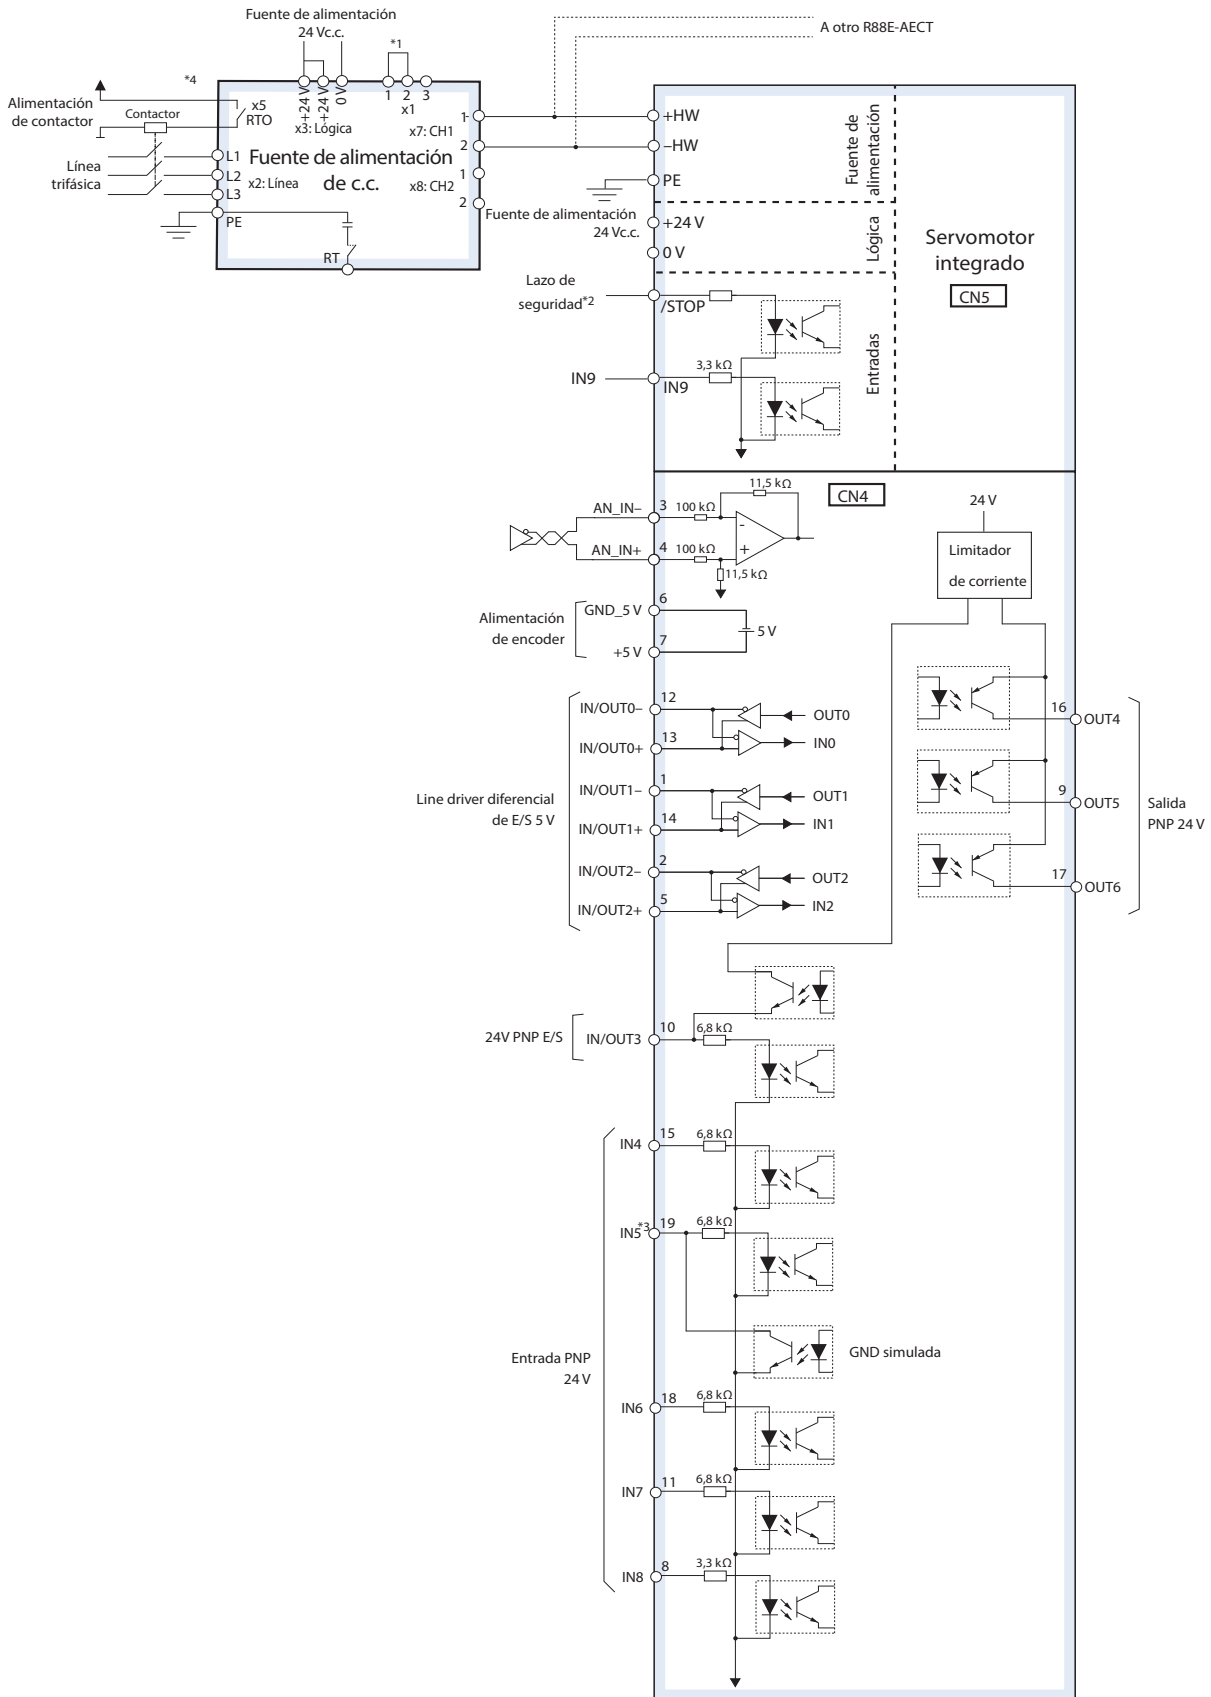 Fuente de alimentación
24 Vc.c.
*1
A otro R88E-AECT
*4
Alimentación
de contactor
Contactor
x5
RTO
+24 V
+24 V
0 V
x3: Lógica
1
2
3
x1
1-
x7: CH1
2
+HW
–HW
PE
Fuente de
alimentación
Línea
trifásica
L1
L2
L3
PE
Fuente de alimentación
de c.c.
x2: Línea
x8: CH2
1
2
RT
Fuente de alimentación
24 Vc.c.
+24 V
0 V
Lógica
Servomotor
integrado
CN5
Lazo de
seguridad*2
/STOP
IN9
IN9
3,3 kΩ
Entradas
CN4
AN_IN–
3
100 kΩ
11,5 kΩ
-
+
AN_IN+
4
100 kΩ
11,5 kΩ
24 V
Limitador
de corriente
Alimentación
de encoder
GND_5 V
6
+5 V
7
5 V
Line driver diferencial
de E/S 5 V
IN/OUT0–
12
OUT0
IN/OUT0+
13
IN0
IN/OUT1–
1
OUT1
IN/OUT1+
14
IN1
IN/OUT2–
2
OUT2
IN/OUT2+
5
IN2
16
OUT4
9
OUT5
17
OUT6
Salida
PNP 24 V
24V PNP E/S
IN/OUT3
10
6,8 kΩ
Entrada PNP
24 V
IN4
15
6,8 kΩ
IN5*3
19
6,8 kΩ
GND simulada
IN6
18
6,8 kΩ
IN7
11
6,8 kΩ
IN8
8
3,3 kΩ